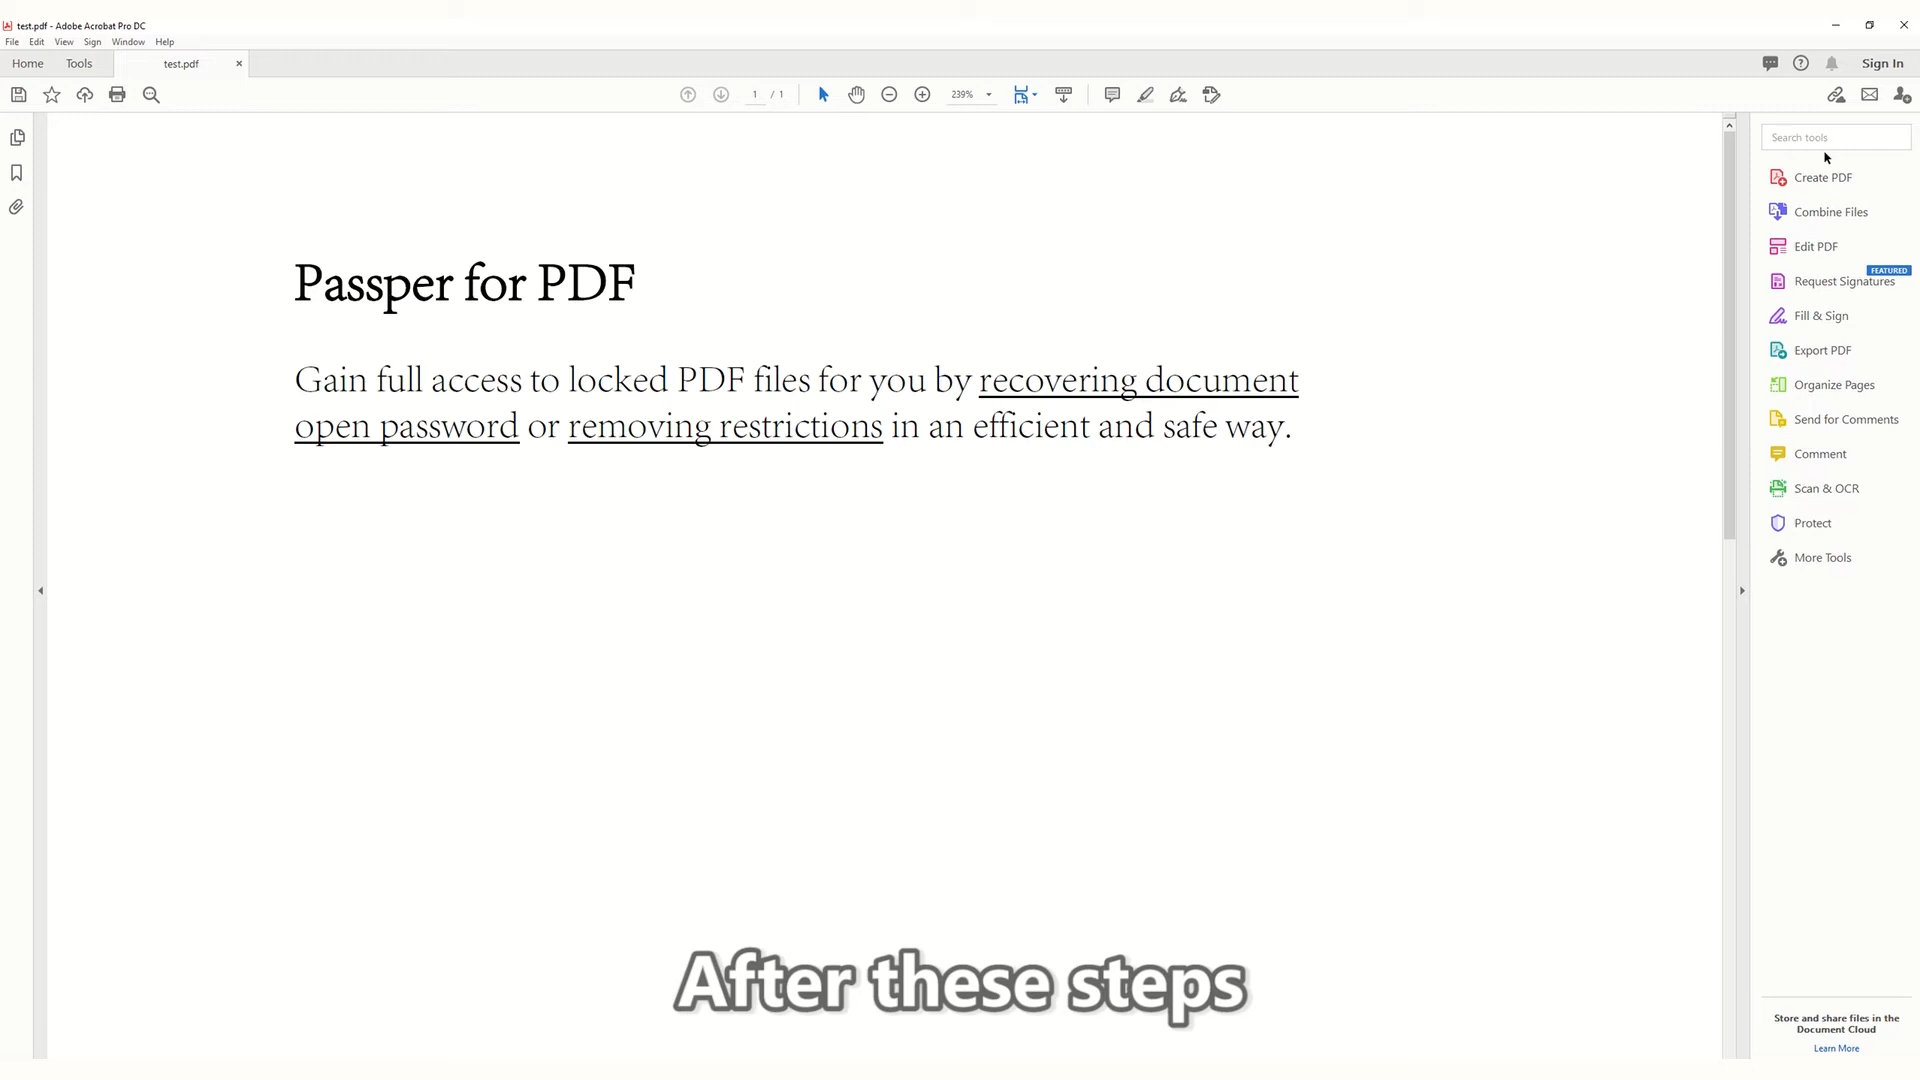 test.pdf - Adobe Acrobat Pro DC
File Edit View Sign Window Help
Home Tools test.pdf Sign In
1 / 1 239%
Search tools
Create PDF
Combine Files
Edit PDF
FEATURED
Request Signatures
Fill & Sign
Export PDF
Organize Pages
Send for Comments
Comment
Scan & OCR
Protect
More Tools
Passper for PDF
Gain full access to locked PDF files for you by recovering document
open password or removing restrictions in an efficient and safe way.
After these steps
Store and share files in the
Document Cloud
Learn More